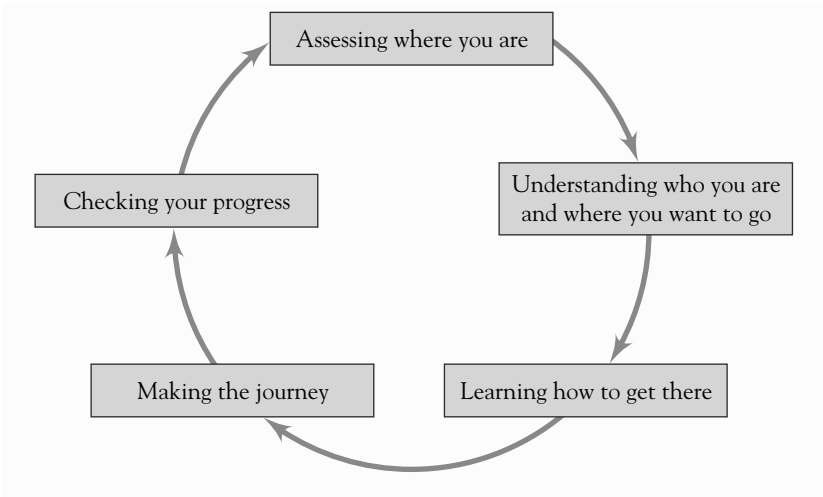 Assessing where you are
Understanding who you are
and where you want to go
Learning how to get there
Making the journey
Checking your progress